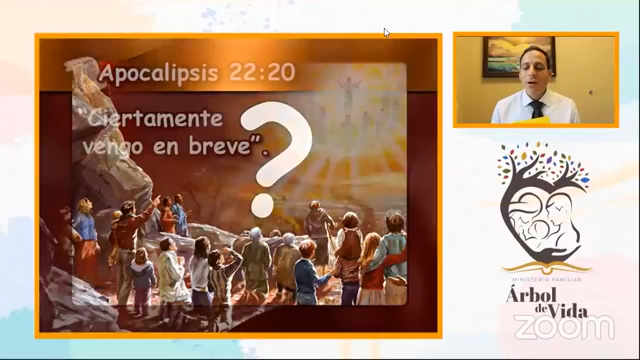 Apocalipsis 22:20
"Ciertamente
vengo en breve".
?
MINISTERIO FAMILIAR
Árbol
de Vida
zoom